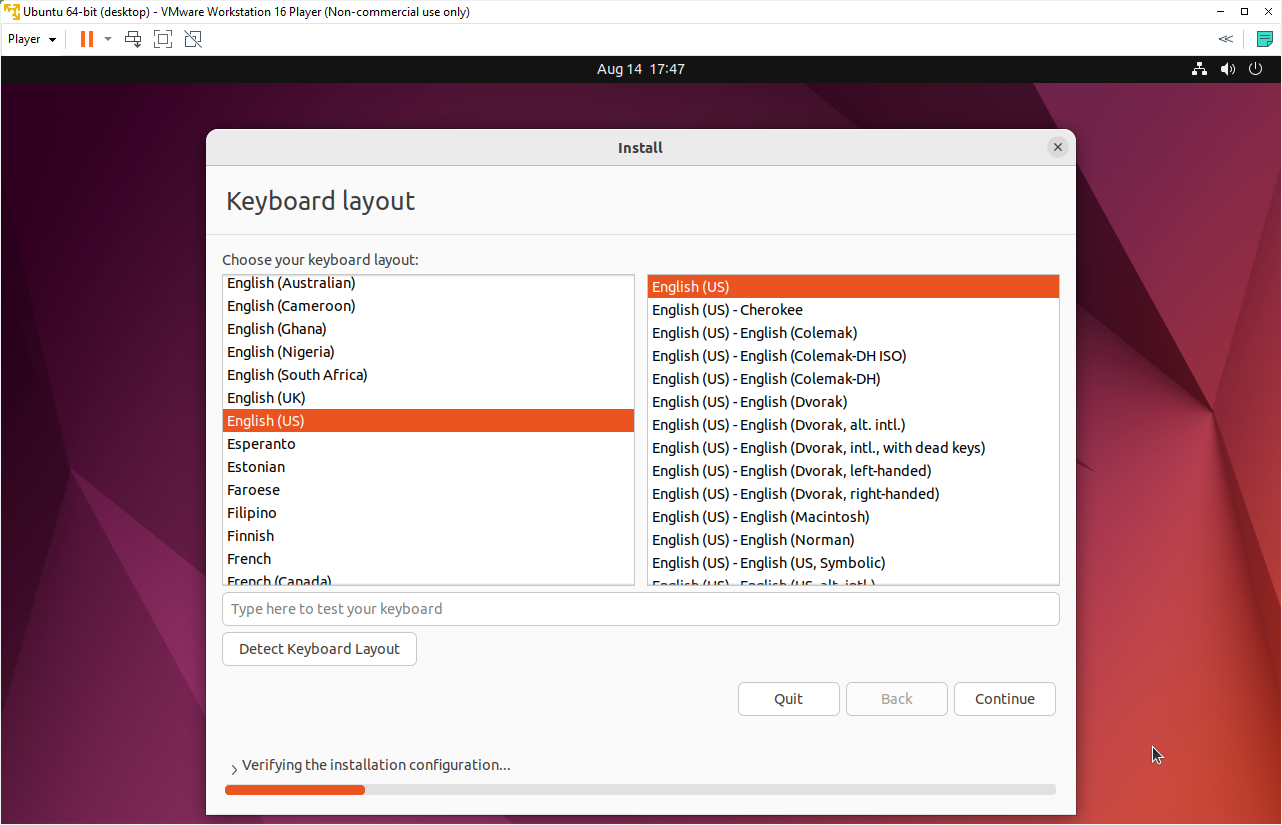 Ubuntu 64-bit (desktop) - VMware Workstation 16 Player (Non-commercial use only)
Player
Aug 14 17:47
Install
Keyboard layout
Choose your keyboard layout:
English (Australian)
English (Cameroon)
English (Ghana)
English (Nigeria)
English (South Africa)
English (UK)
English (US)
Esperanto
Estonian
Faroese
Filipino
Finnish
French
French (Canada)
English (US)
English (US) - Cherokee
English (US) - English (Colemak)
English (US) - English (Colemak-DH ISO)
English (US) - English (Colemak-DH)
English (US) - English (Dvorak)
English (US) - English (Dvorak, alt. intl.)
English (US) - English (Dvorak, intl., with dead keys)
English (US) - English (Dvorak, left-handed)
English (US) - English (Dvorak, right-handed)
English (US) - English (Macintosh)
English (US) - English (Norman)
English (US) - English (US, Symbolic)
English (US) - English (US, alt. intl.)
Type here to test your keyboard
Detect Keyboard Layout
Quit
Back
Continue
Verifying the installation configuration...